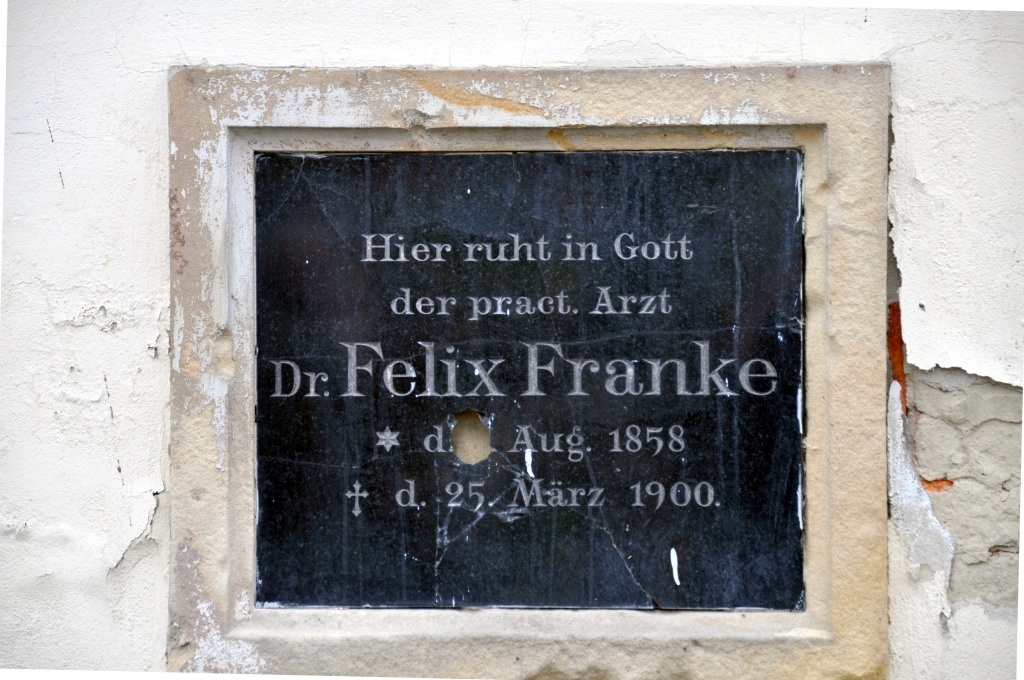 Hier ruht in Gott
der pract. Arzt
Dr. Felix Franke
* d. Aug. 1858
† d. 25. März 1900.